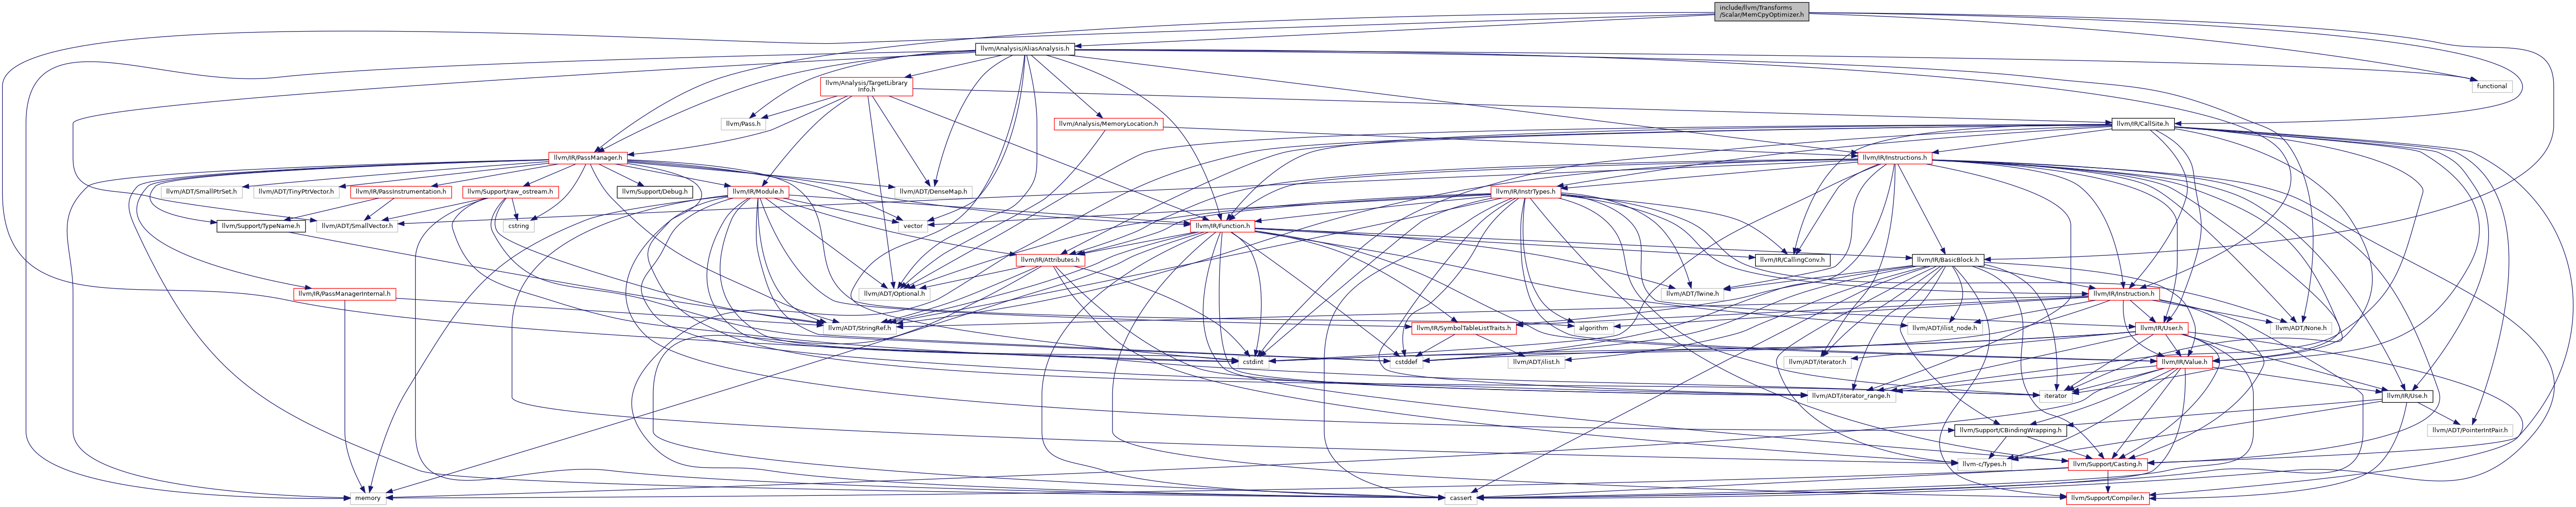 include/llvm/Transforms
/Scalar/MemCpyOptimizer.h
llvm/Analysis/AliasAnalysis.h
llvm/Analysis/TargetLibrary
Info.h
functional
llvm/Pass.h
llvm/Analysis/MemoryLocation.h
llvm/IR/CallSite.h
llvm/IR/PassManager.h
llvm/IR/Instructions.h
llvm/ADT/SmallPtrSet.h
llvm/ADT/TinyPtrVector.h
llvm/IR/PassInstrumentation.h
llvm/Support/raw_ostream.h
llvm/Support/Debug.h
llvm/IR/Module.h
llvm/ADT/DenseMap.h
llvm/IR/InstrTypes.h
llvm/Support/TypeName.h
llvm/ADT/SmallVector.h
cstring
vector
llvm/IR/Function.h
llvm/IR/Attributes.h
llvm/IR/CallingConv.h
llvm/IR/BasicBlock.h
llvm/IR/PassManagerInternal.h
llvm/ADT/Optional.h
llvm/ADT/Twine.h
llvm/IR/Instruction.h
llvm/ADT/StringRef.h
llvm/IR/SymbolTableListTraits.h
algorithm
llvm/ADT/ilist_node.h
llvm/IR/User.h
llvm/ADT/None.h
cstdint
cstddef
llvm/ADT/ilist.h
llvm/ADT/iterator.h
llvm/IR/Value.h
llvm/ADT/iterator_range.h
iterator
llvm/IR/Use.h
llvm/Support/CBindingWrapping.h
llvm/ADT/PointerIntPair.h
llvm-c/Types.h
llvm/Support/Casting.h
memory
cassert
llvm/Support/Compiler.h